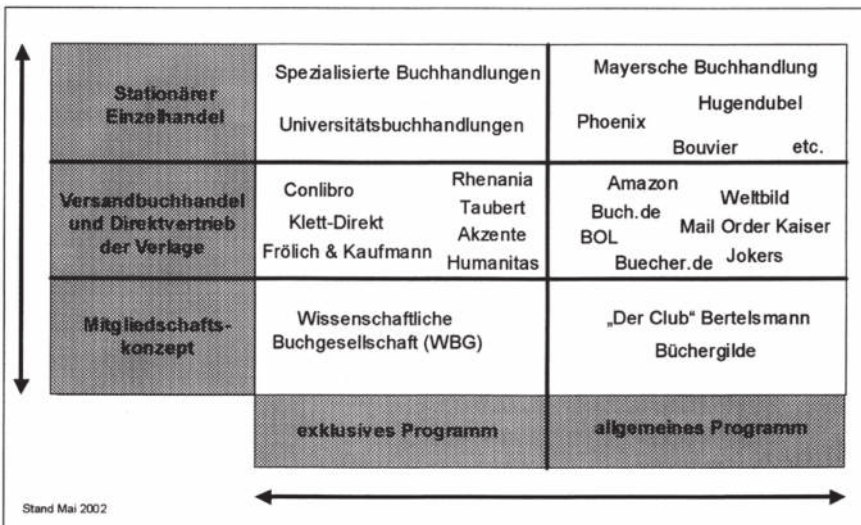 Stationärer
Einzelhandel
Spezialisierte Buchhandlungen
Universitätsbuchhandlungen
Mayersche Buchhandlung
Hugendubel
Phoenix
Bouvier etc.
Versandbuchhandel
und Direktvertrieb
der Verlage
Conlibro
Klett-Direkt
Frölich & Kaufmann
Rhenania
Taubert
Akzente
Humanitas
Amazon
Weltbild
Buch.de
Mail Order Kaiser
BOL
Buecher.de
Jokers
Mitgliedschafts-
konzept
Wissenschaftliche
Buchgesellschaft (WBG)
„Der Club“ Bertelsmann
Büchergilde
exklusives Programm
allgemeines Programm
Stand Mai 2002